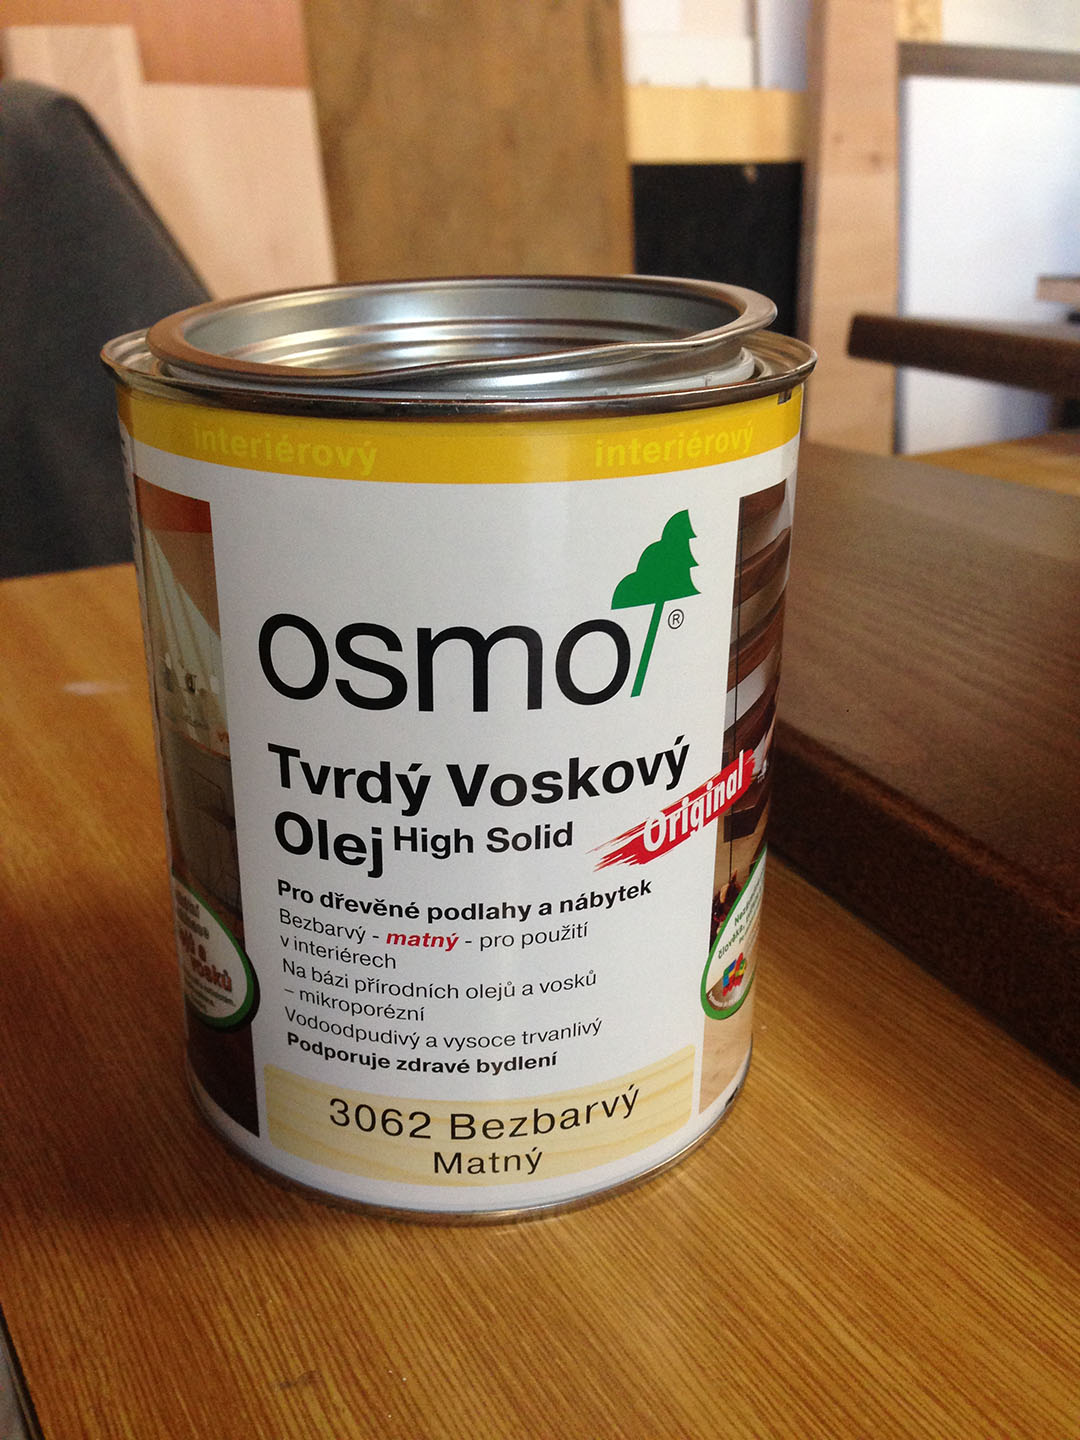 interiérový interiérový
osmo®
Tvrdý Voskový
Olej High Solid
Original
Pro dřevěné podlahy a nábytek
Bezbarvý - matný - pro použití
v interiérech
Na bázi přírodních olejů a vosků
– mikroporézní
Vodoodpudivý a vysoce trvanlivý
Podporuje zdravé bydlení
3062 Bezbarvý
Matný